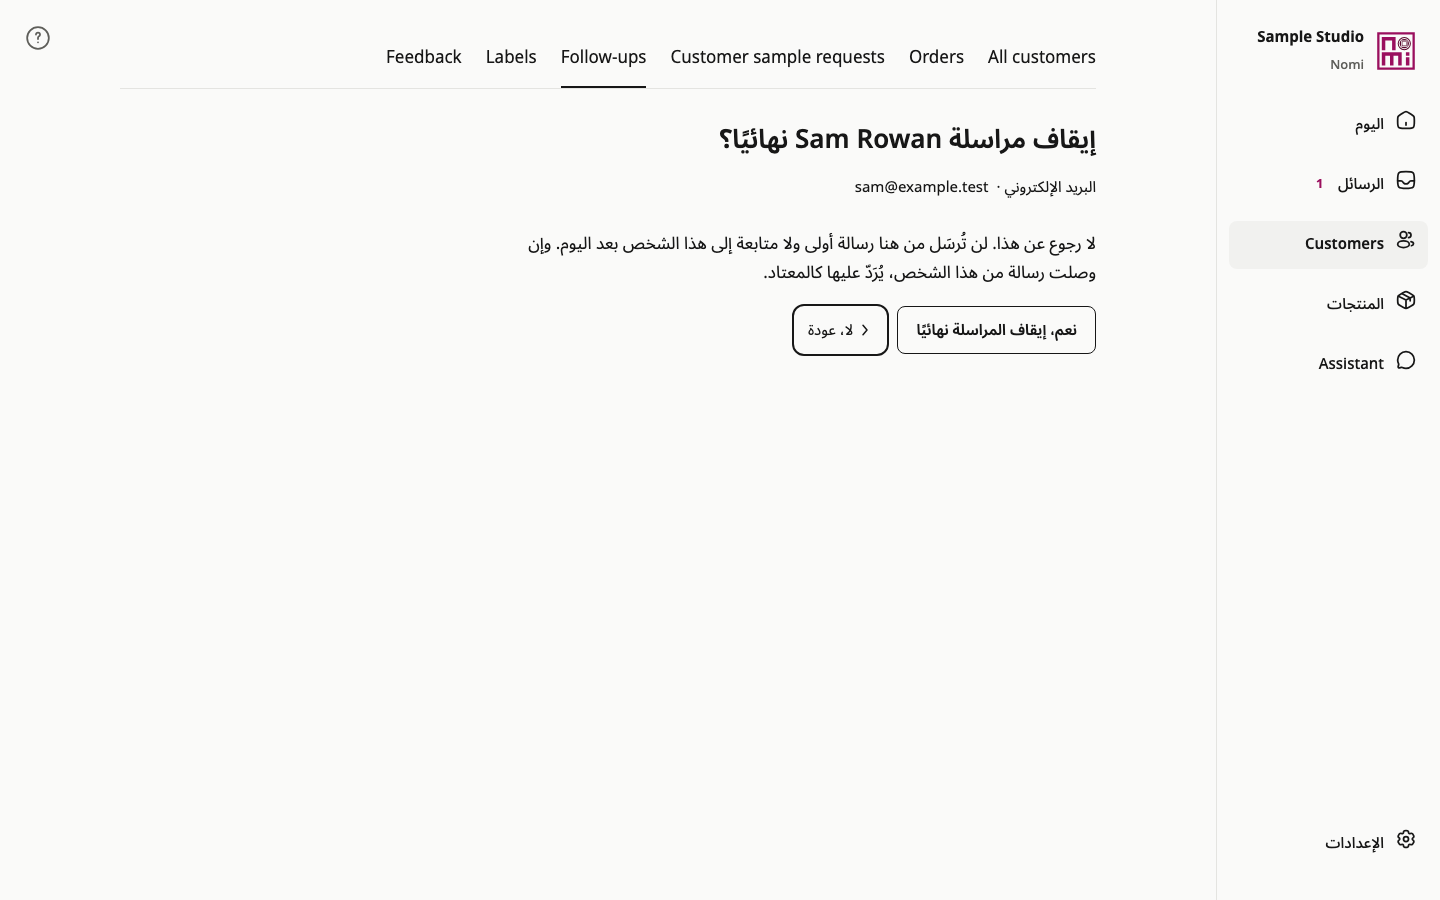 Sample Studio
Nomi
اليوم
الرسائل 1
Customers
المنتجات
Assistant
الإعدادات
All customers
Orders
Customer sample requests
Follow-ups
Labels
Feedback
إيقاف مراسلة Sam Rowan نهائيًا؟
البريد الإلكتروني · sam@example.test
لا رجوع عن هذا. لن تُرسَل من هنا رسالة أولى ولا متابعة إلى هذا الشخص بعد اليوم. وإن
وصلت رسالة من هذا الشخص، يُرَدّ عليها كالمعتاد.
نعم، إيقاف المراسلة نهائيًا
لا، عودة